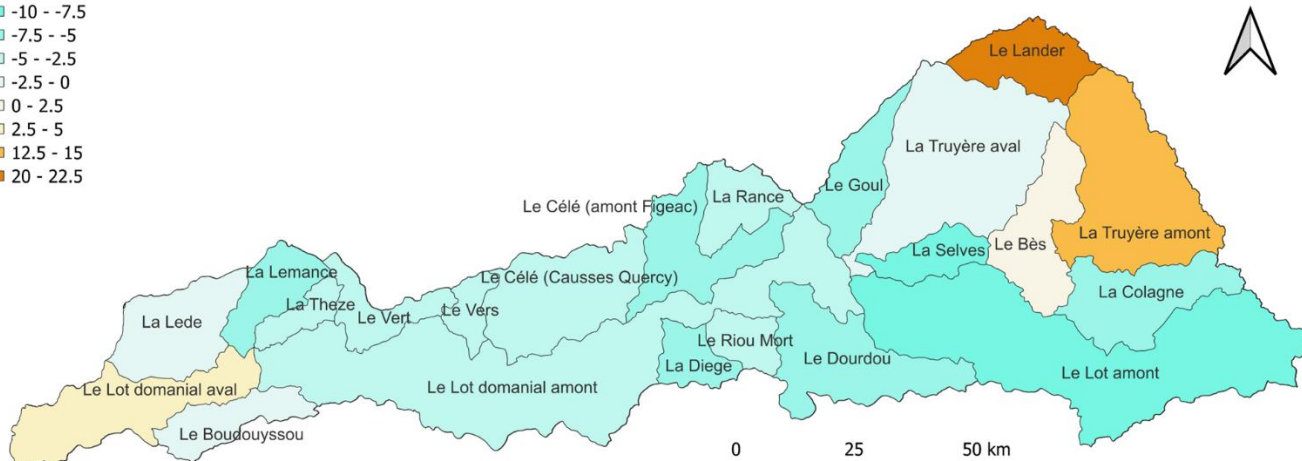 -10 - -7.5
-7.5 - -5
-5 - -2.5
-2.5 - 0
0 - 2.5
2.5 - 5
12.5 - 15
20 - 22.5
Le Lander
La Truyère aval
Le Goul
La Rance
Le Célé (amont Figeac)
La Truyère amont
Le Bès
La Selves
La Lemance
Le Célé (Causses Quercy)
La Colagne
La Theze
Le Vers
Le Vert
La Lede
Le Riou Mort
Le Dourdou
La Diege
Le Lot amont
Le Lot domanial aval
Le Lot domanial amont
Le Boudouyssou
0 25 50 km